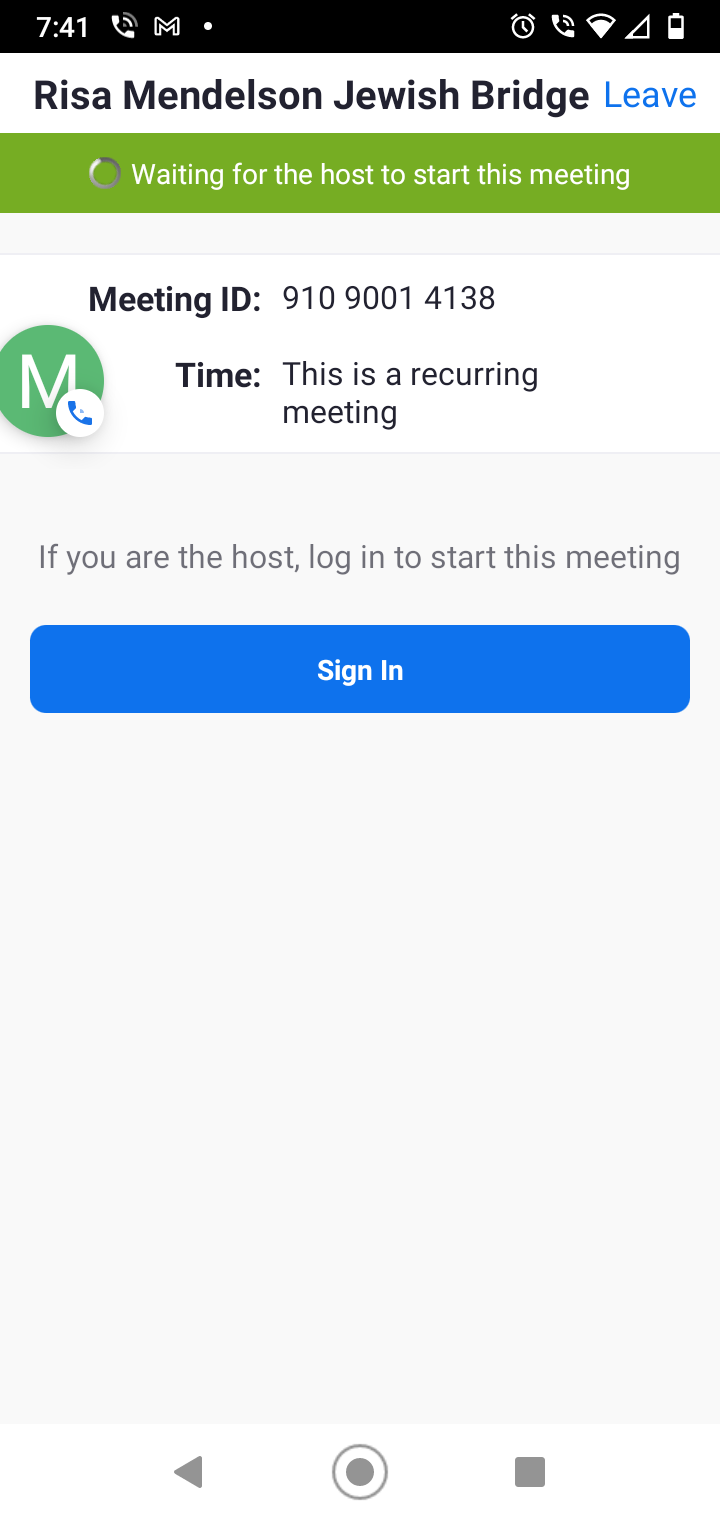 7:41
Risa Mendelson Jewish Bridge Leave
Waiting for the host to start this meeting
Meeting ID: 910 9001 4138
M
Time: This is a recurring
meeting
If you are the host, log in to start this meeting
Sign In